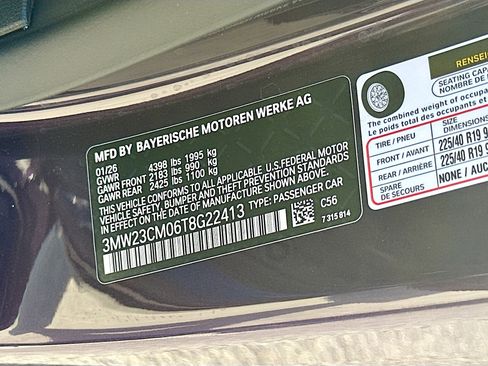 MFD BY BAYERISCHE MOTOREN WERKE AG
01/26
GVWR 4398 lbs 1995 kg
GAWR FRONT 2183 lbs 990 kg
GAWR REAR 2425 lbs 1100 kg
THIS VEHICLE CONFORMS TO ALL APPLICABLE U.S. FEDERAL MOTOR
VEHICLE SAFETY, BUMPER AND THEFT PREVENTION STANDARDS
IN EFFECT ON THE DATE OF MANUFACTURE SHOWN ABOVE.
3MW23CM06T8G22413 TYPE: PASSENGER CAR
C56
7 315 814
RENSEI
SEATING CAPA
NOMBRE DE
The combined weight of occupa
Le poids total des occupant
TIRE / PNEU
SIZE
DIMENSIONS
FRONT / AVANT 225/40 R19 9
REAR / ARRIÈRE 225/40 R19 9
SPARE
DE SECOURS NONE / AUC